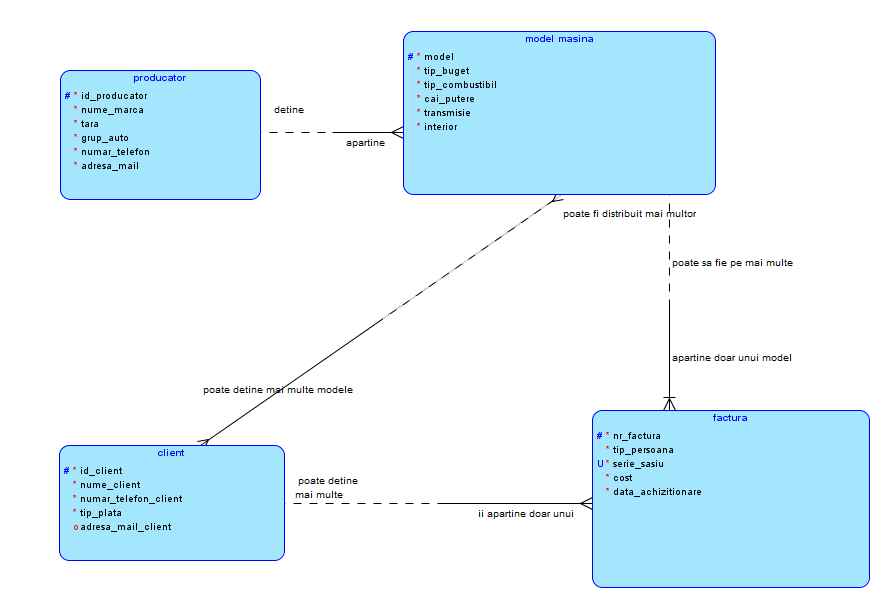 producator
# * id_producator
* nume_marca
* tara
* grup_auto
* numar_telefon
* adresa_mail
detine
apartine
model masina
# * model
* tip_buget
* tip_combustibil
* cai_putere
* transmisie
* interior
poate fi distribuit mai multor
poate sa fie pe mai multe
apartine doar unui model
poate detine mai multe modele
client
# * id_client
* nume_client
* numar_telefon_client
* tip_plata
o adresa_mail_client
poate detine
mai multe
ii apartine doar unui
factura
# * nr_factura
* tip_persoana
U * serie_sasiu
* cost
* data_achizitionare